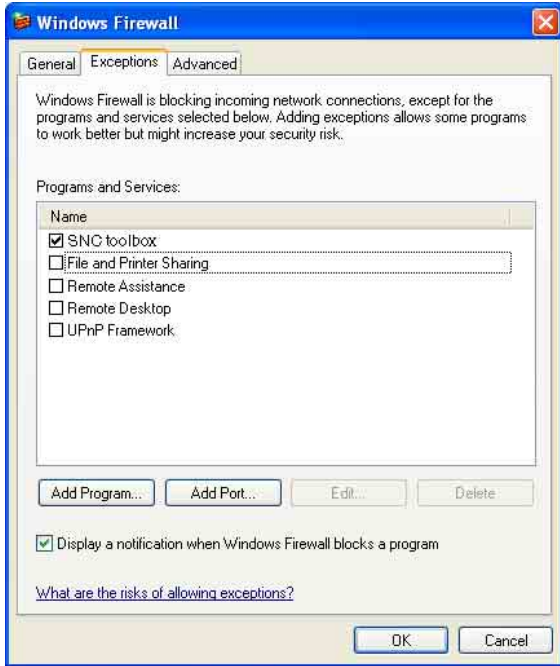 Windows Firewall
General Exceptions Advanced
Windows Firewall is blocking incoming network connections, except for the
programs and services selected below. Adding exceptions allows some programs
to work better but might increase your security risk.
Programs and Services:
Name
SNC toolbox
File and Printer Sharing
Remote Assistance
Remote Desktop
UPnP Framework
Add Program... Add Port... Edit... Delete
Display a notification when Windows Firewall blocks a program
What are the risks of allowing exceptions?
OK Cancel